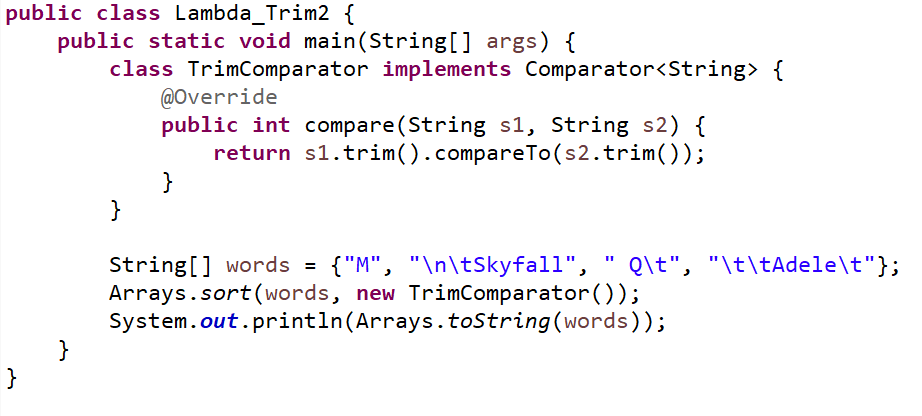 public class Lambda_Trim2 {
    public static void main(String[] args) {
        class TrimComparator implements Comparator<String> {
            @Override
            public int compare(String s1, String s2) {
                return s1.trim().compareTo(s2.trim());
            }
        }

        String[] words = {"M", "\n\tSkyfall", " Q\t", "\t\tAdele\t"};
        Arrays.sort(words, new TrimComparator());
        System.out.println(Arrays.toString(words));
    }
}